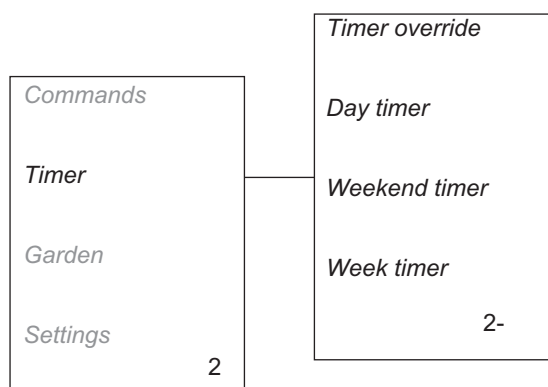 Commands
Timer
Garden
Settings
2
Timer override
Day timer
Weekend timer
Week timer
2-